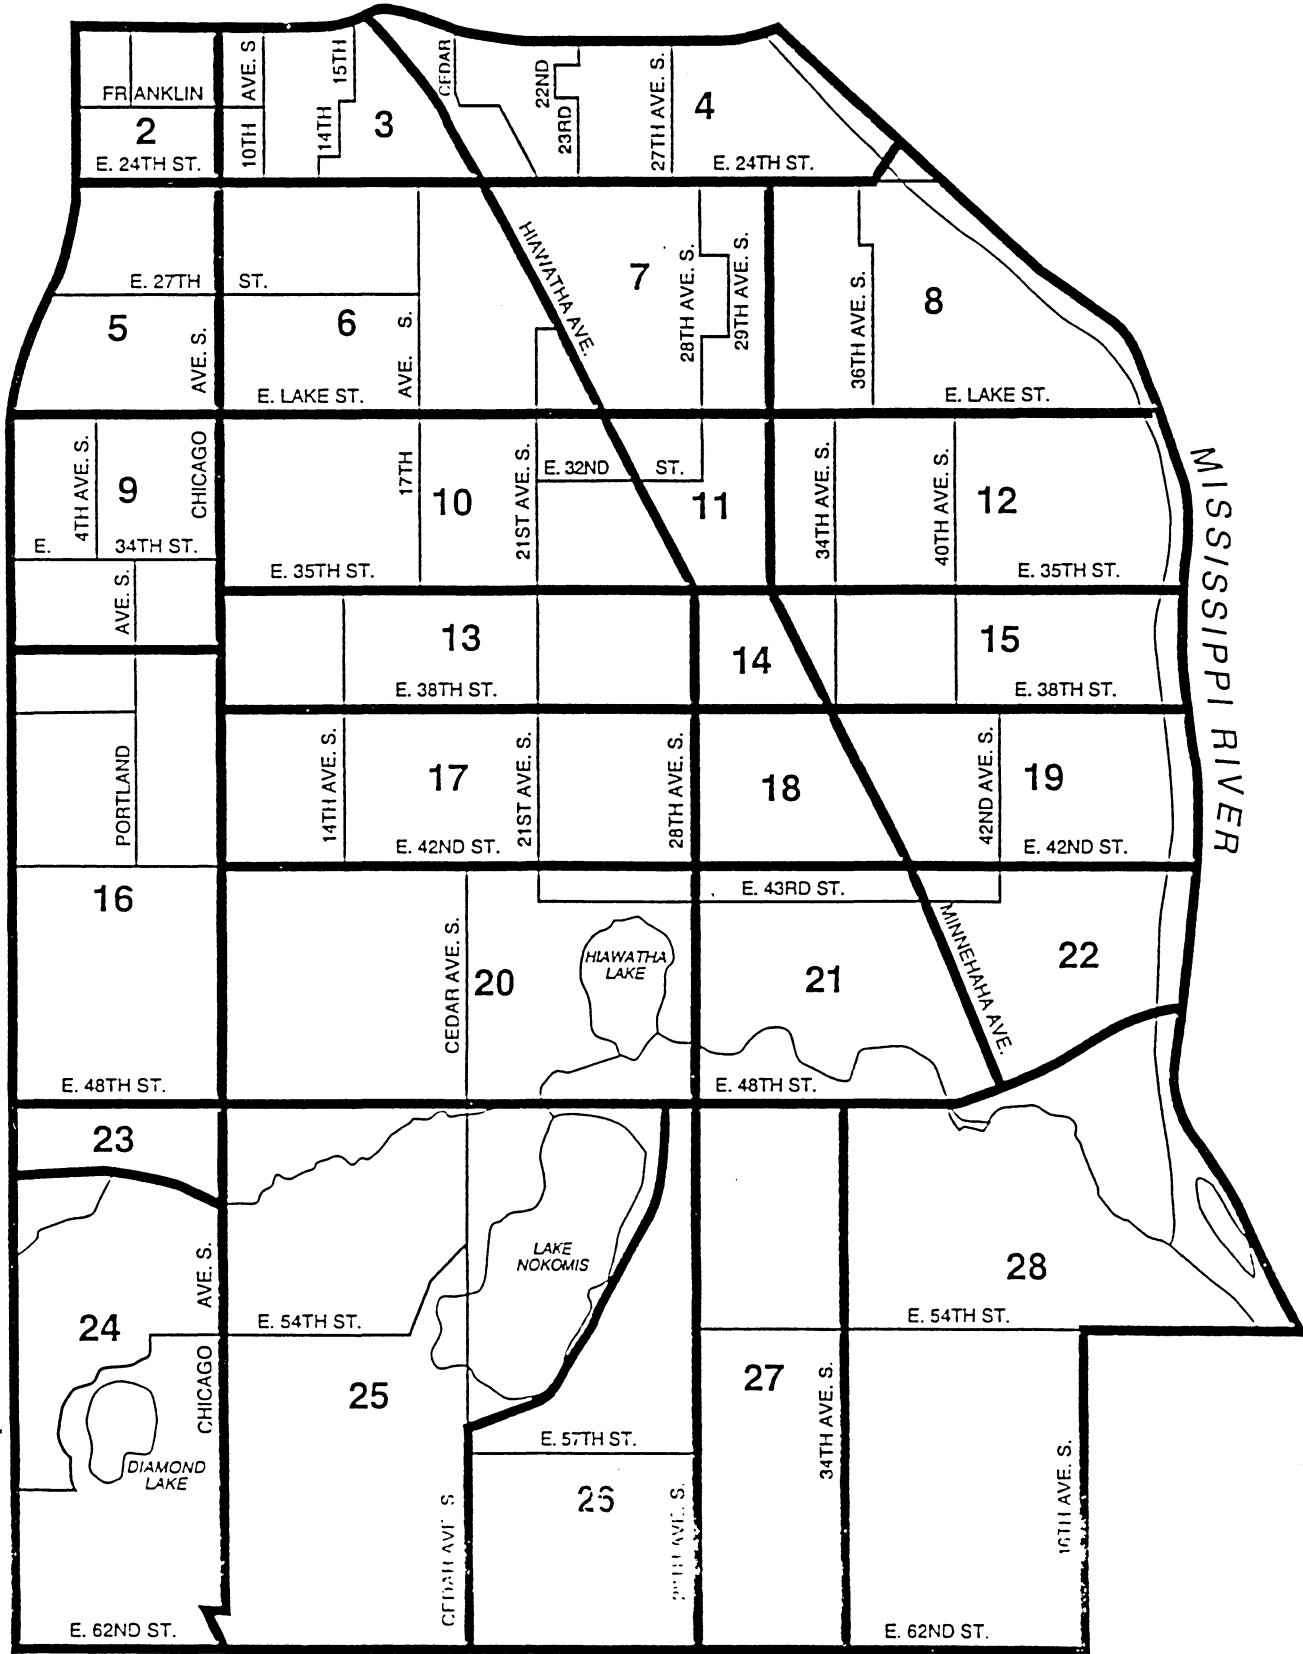 CEDAR
15TH
AVE. S
22ND
27TH AVE. S.
FRANKLIN
2
3
4
14TH
10TH
23RD
E. 24TH ST.
E. 24TH ST.
HIAWATHA AVE.
28TH AVE. S.
29TH AVE. S.
7
E. 27TH ST.
36TH AVE. S.
8
5
6
AVE. S.
AVE. S.
E. LAKE ST.
E. LAKE ST.
4TH AVE. S.
CHICAGO
17TH
21ST AVE. S.
E. 32ND ST.
34TH AVE. S.
40TH AVE. S.
MISSISSIPPI RIVER
9
10
11
12
E. 34TH ST.
E. 35TH ST.
E. 35TH ST.
AVE. S.
13
14
15
E. 38TH ST.
E. 38TH ST.
PORTLAND
14TH AVE. S.
17
21ST AVE. S.
28TH AVE. S.
18
42ND AVE. S.
19
E. 42ND ST.
E. 42ND ST.
16
E. 43RD ST.
CEDAR AVE. S.
HIAWATHA
LAKE
MINNEHAHA AVE.
20
21
22
E. 48TH ST.
E. 48TH ST.
23
AVE. S.
LAKE
NOKOMIS
28
24
E. 54TH ST.
E. 54TH ST.
CHICAGO
25
27
34TH AVE. S.
DIAMOND
LAKE
E. 57TH ST.
26
CEDAR AVE S
16TH AVE. S.
E. 62ND ST.
E. 62ND ST.